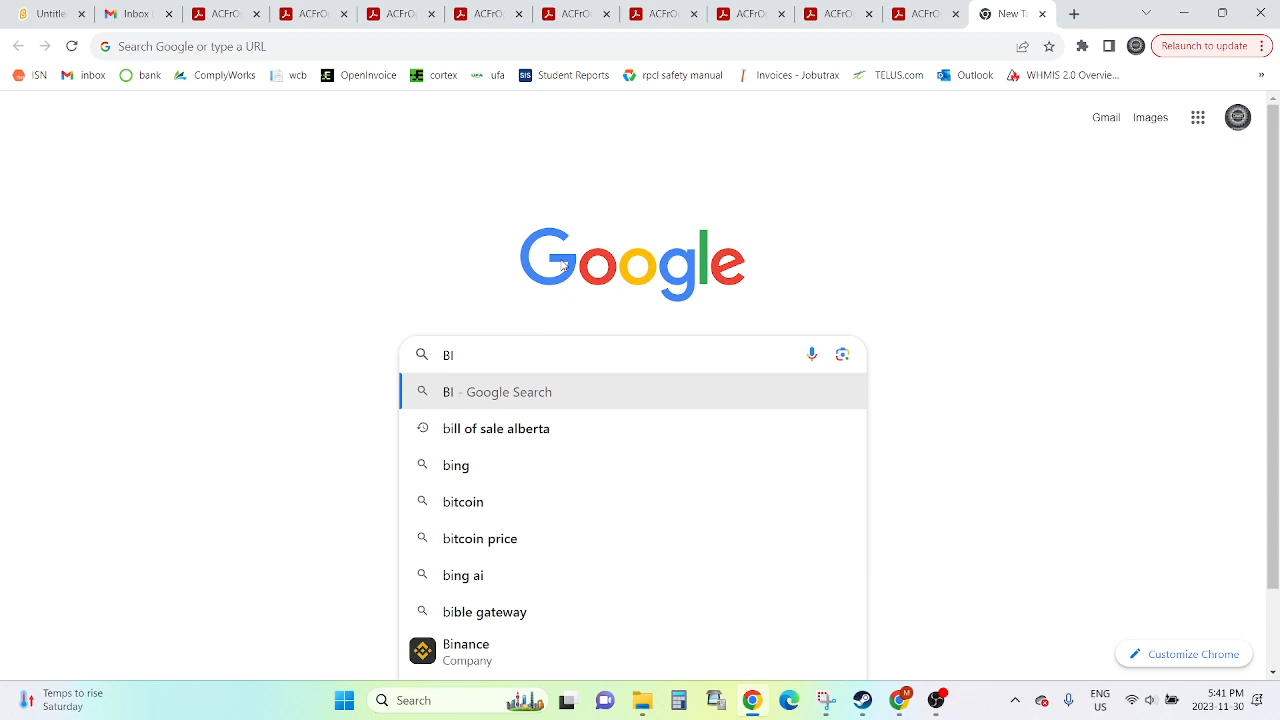 Untitle
Inbox
ACFrO
ACFrO
ACFrO
ACFrO
ACFrO
ACFrO
ACFrO
ACFrO
ACFrO
New Ta
Search Google or type a URL
Relaunch to update
ISN
inbox
bank
ComplyWorks
wcb
OpenInvoice
cortex
UFA
ufa
SIS
Student Reports
rpcl safety manual
Invoices - Jobutrax
TELUS.com
Outlook
WHMIS 2.0 Overvie...
»
Gmail
Images
Google
BI
BI - Google Search
bill of sale alberta
bing
bitcoin
bitcoin price
bing ai
bible gateway
Binance
Company
Customize Chrome
Temps to rise
Saturday
Search
M
ENG
US
5:41 PM
2023-11-30